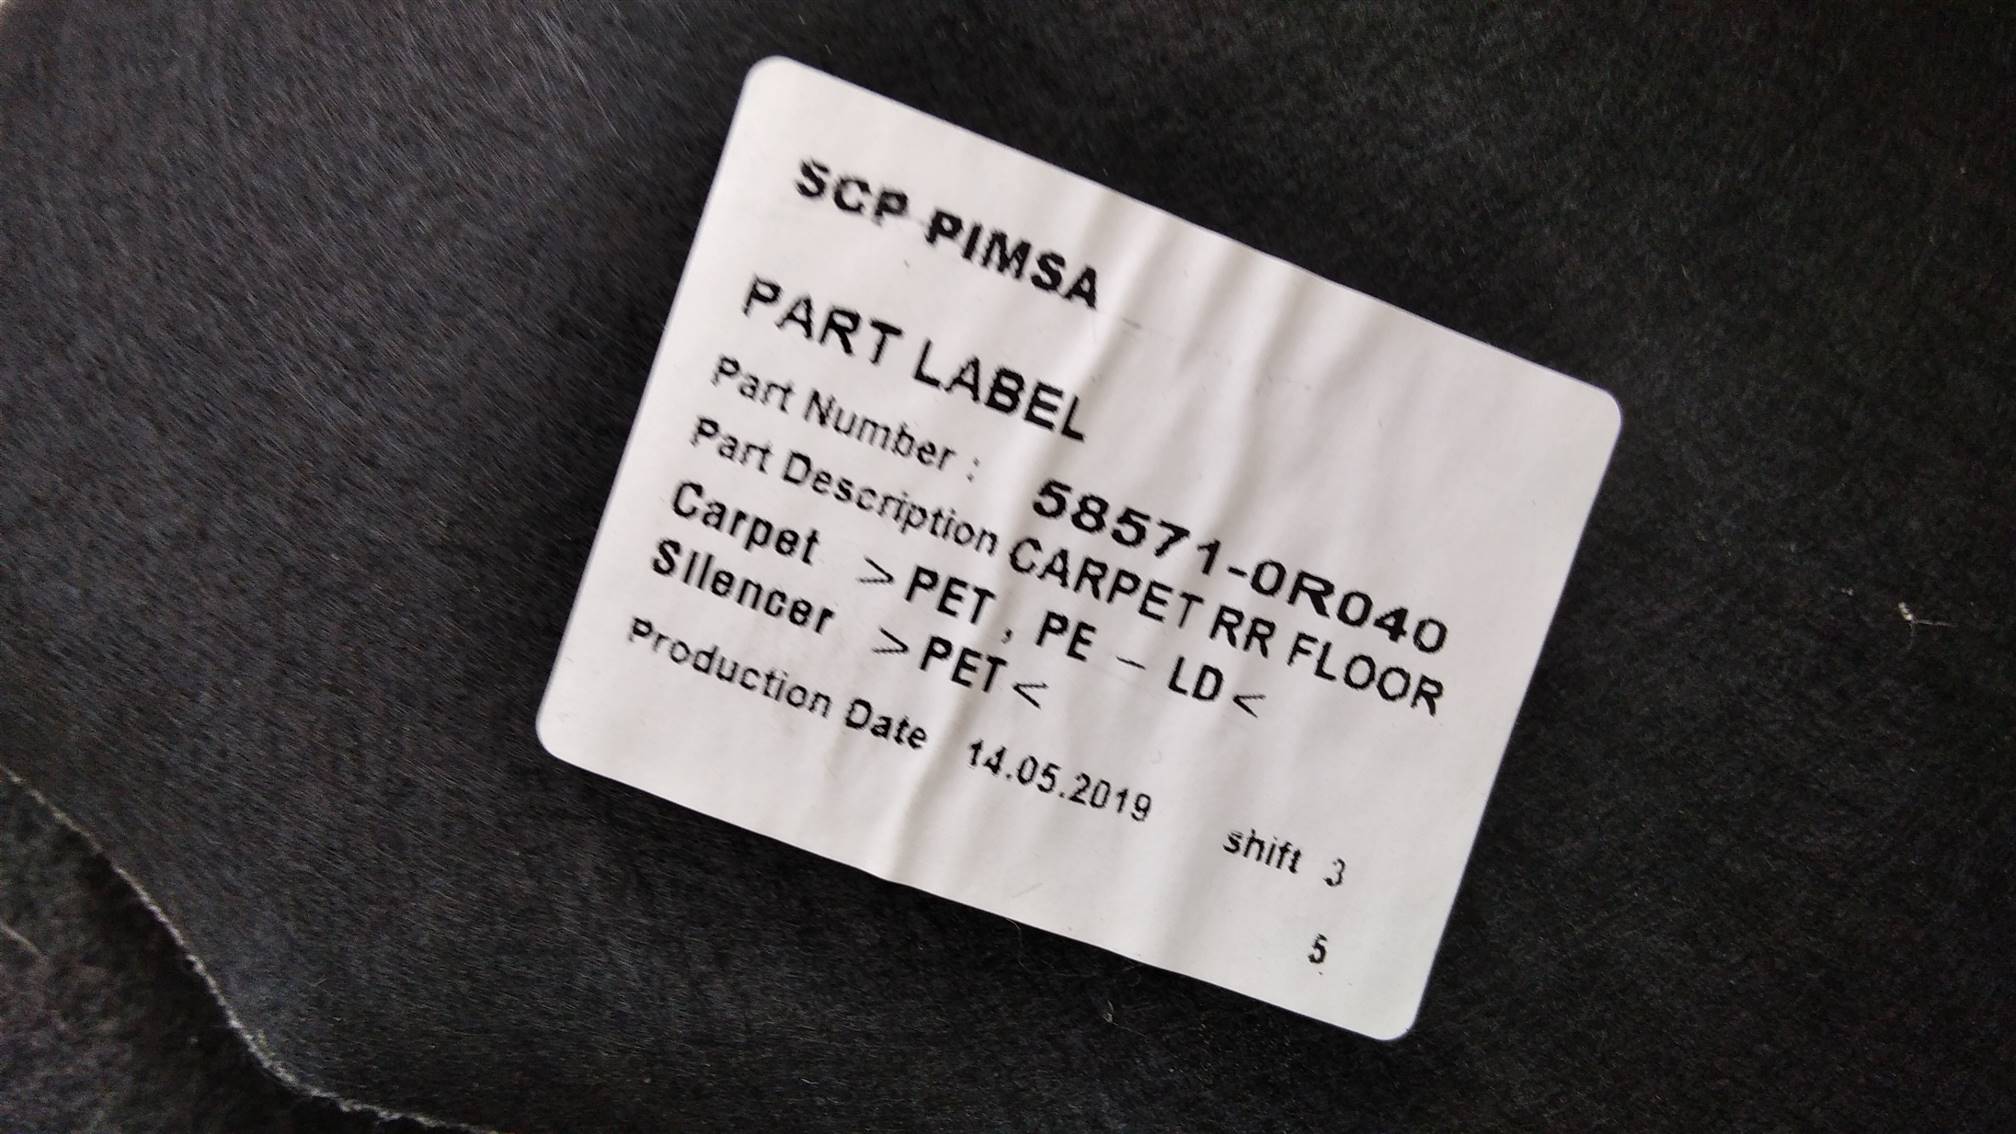 SCP PIMSA
PART LABEL
Part Number : 58571-0R040
Part Description CARPET RR FLOOR
Carpet >PET , PE - LD<
Silencer >PET<
Production Date 14.05.2019 shift 3
5